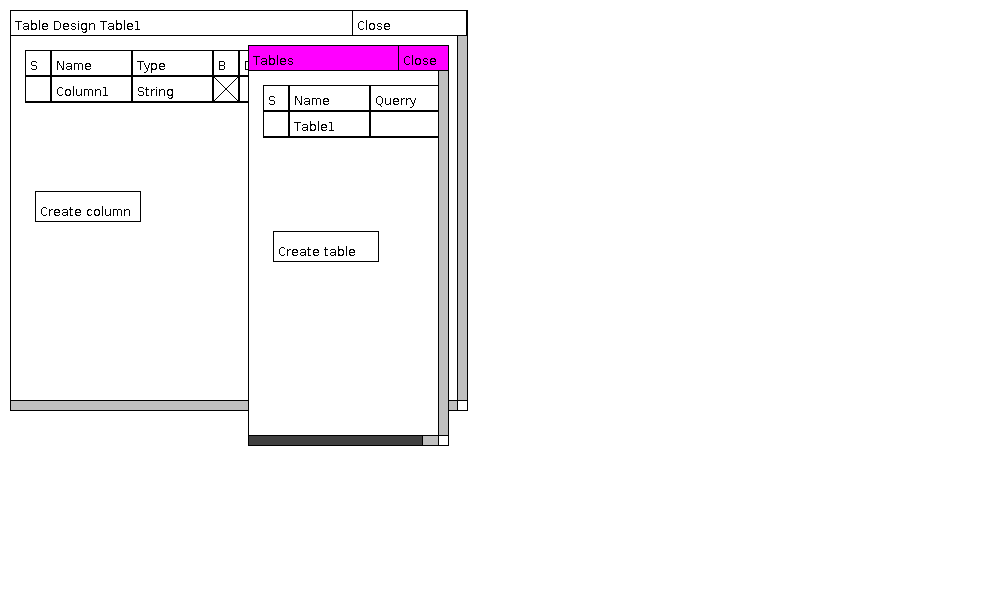 Table Design Table1 Close
S Name Type B
Column1 String
Create column
Tables Close
S Name Querry
Table1
Create table